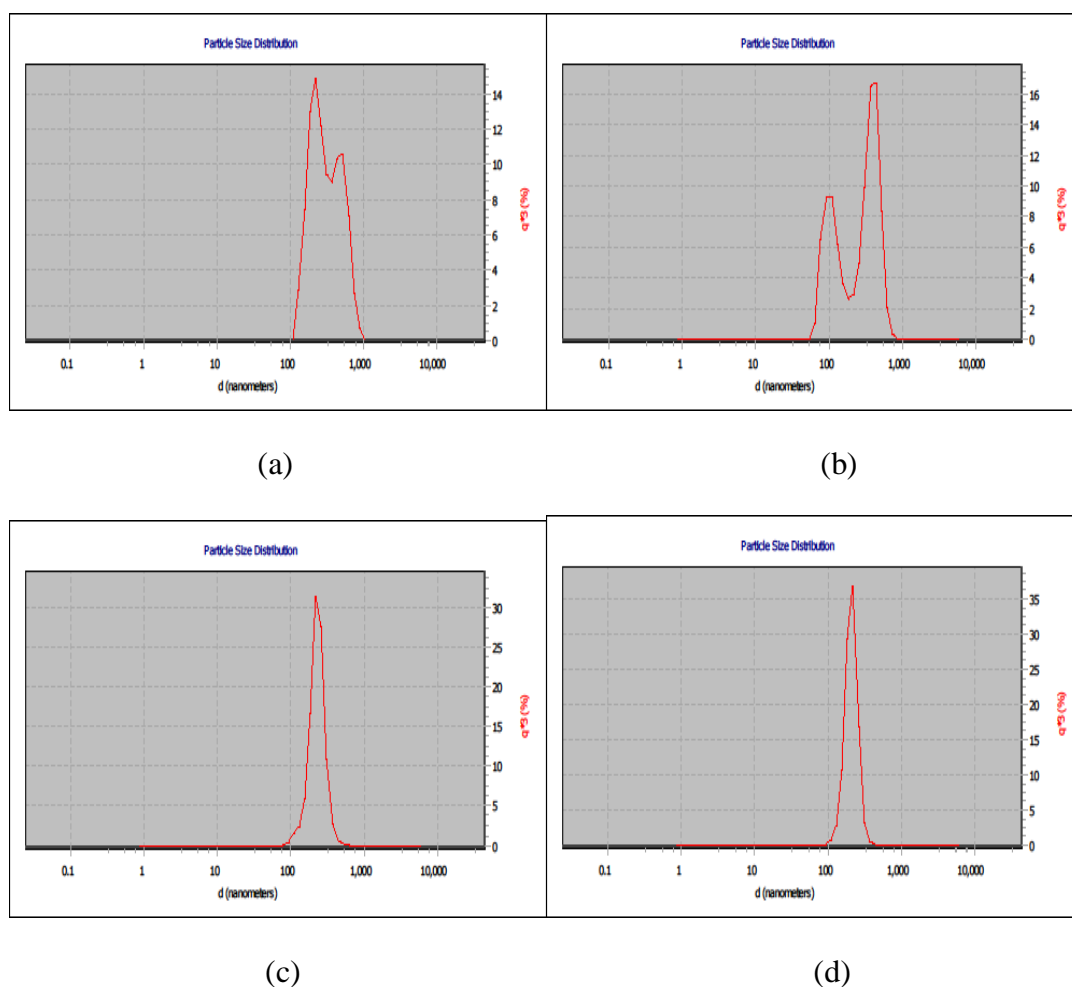 Particle Size Distribution
14
12
10
8
6
4
2
0
q*3 (%)
0.1 1 10 100 1,000 10,000
d (nanometers)
Particle Size Distribution
16
14
12
10
8
6
4
2
0
q*3 (%)
0.1 1 10 100 1,000 10,000
d (nanometers)
(a) (b)
Particle Size Distribution
30
25
20
15
10
5
0
q*3 (%)
0.1 1 10 100 1,000 10,000
d (nanometers)
Particle Size Distribution
35
30
25
20
15
10
5
0
q*3 (%)
0.1 1 10 100 1,000 10,000
d (nanometers)
(c) (d)